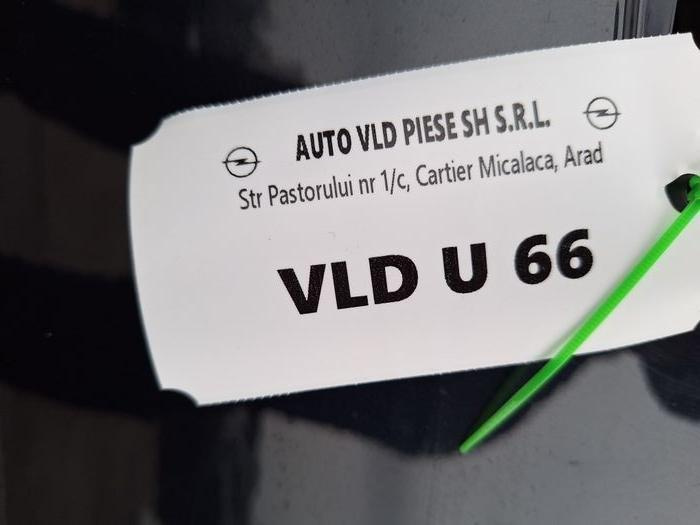 AUTO VLD PIESE SH S.R.L.
Str Pastorului nr 1/c, Cartier Micalaca, Arad
VLD U 66